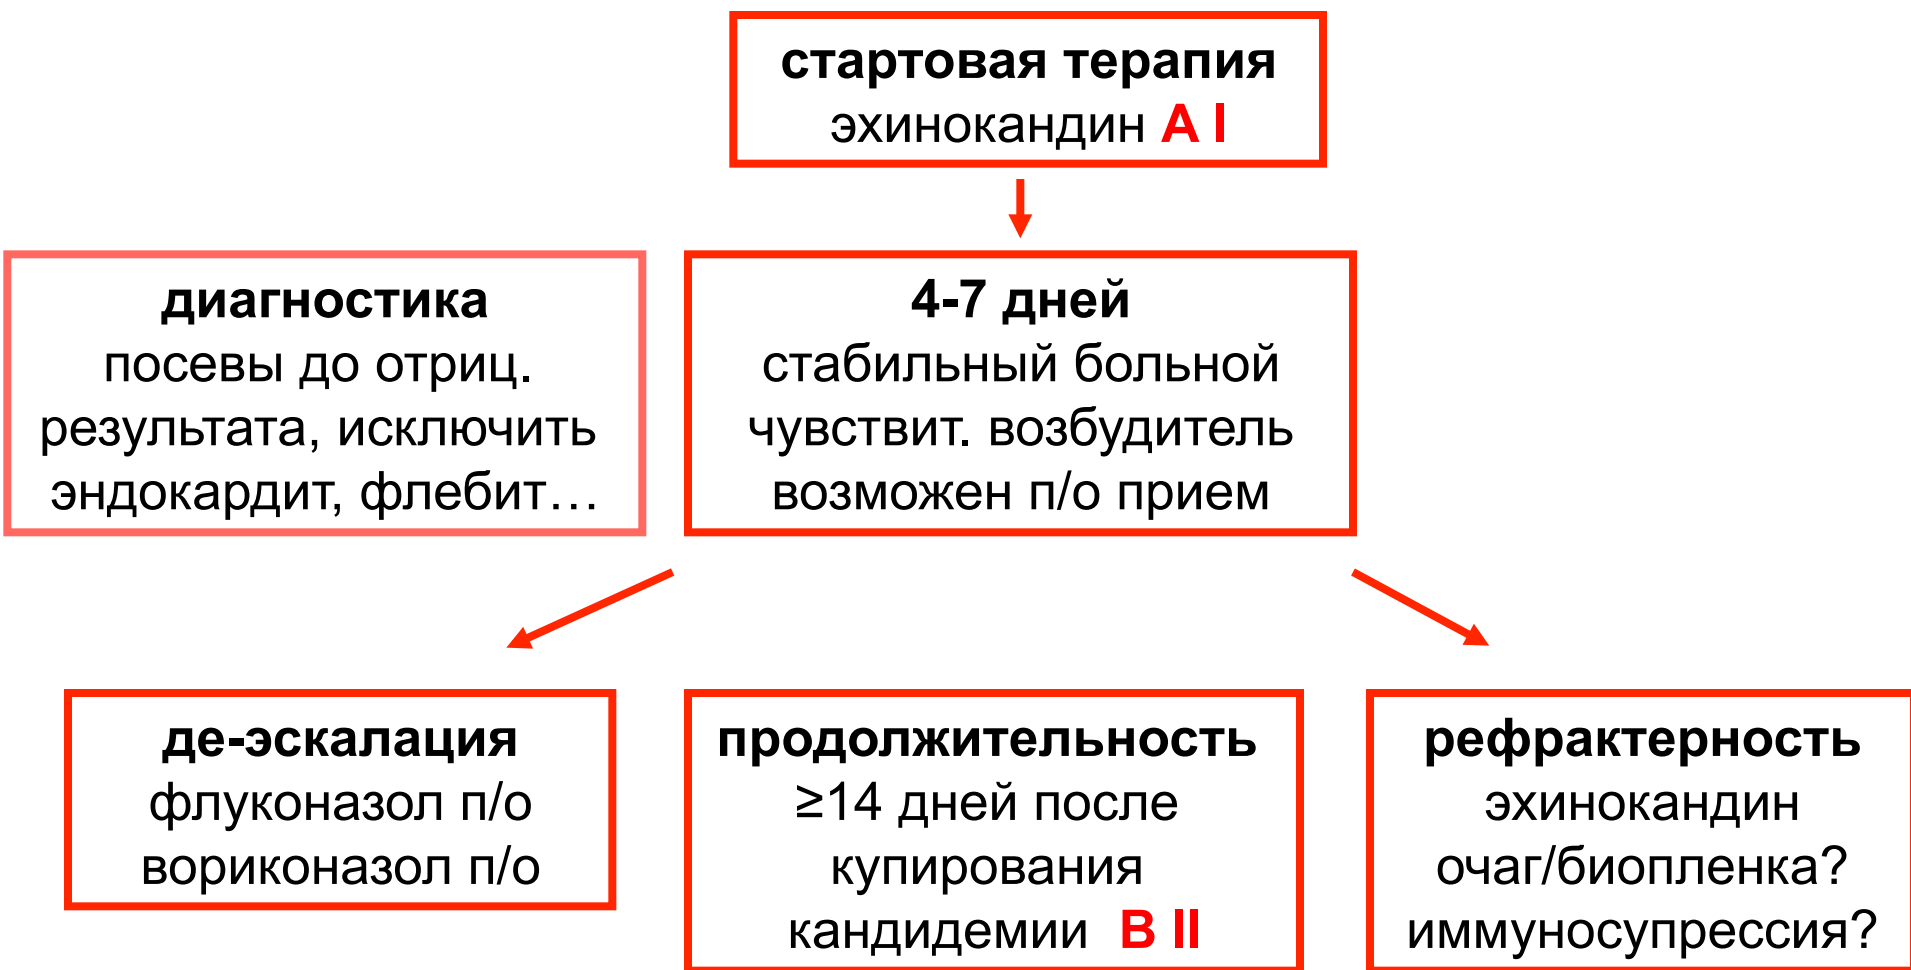 стартовая терапия
эхинокандин A I
диагностика
посевы до отриц.
результата, исключить
эндокардит, флебит…
4-7 дней
стабильный больной
чувствит. возбудитель
возможен п/о прием
де-эскалация
флуконазол п/о
вориконазол п/о
продолжительность
≥14 дней после
купирования
кандидемии B II
рефрактерность
эхинокандин
очаг/биопленка?
иммуносупрессия?